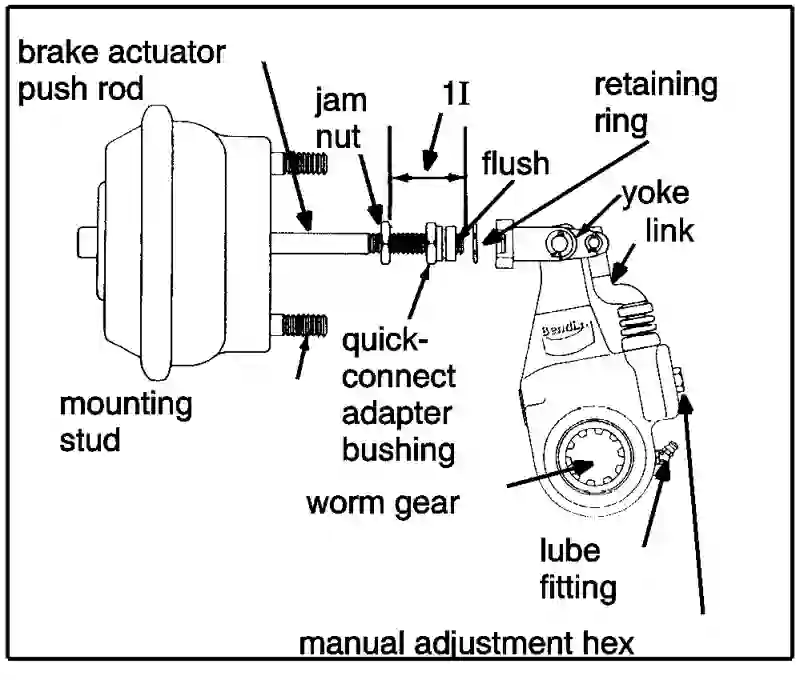 brake actuator
push rod
jam
nut
1I
retaining
ring
flush
yoke
link
Bendix
quick-
connect
adapter
bushing
mounting
stud
worm gear
lube
fitting
manual adjustment hex